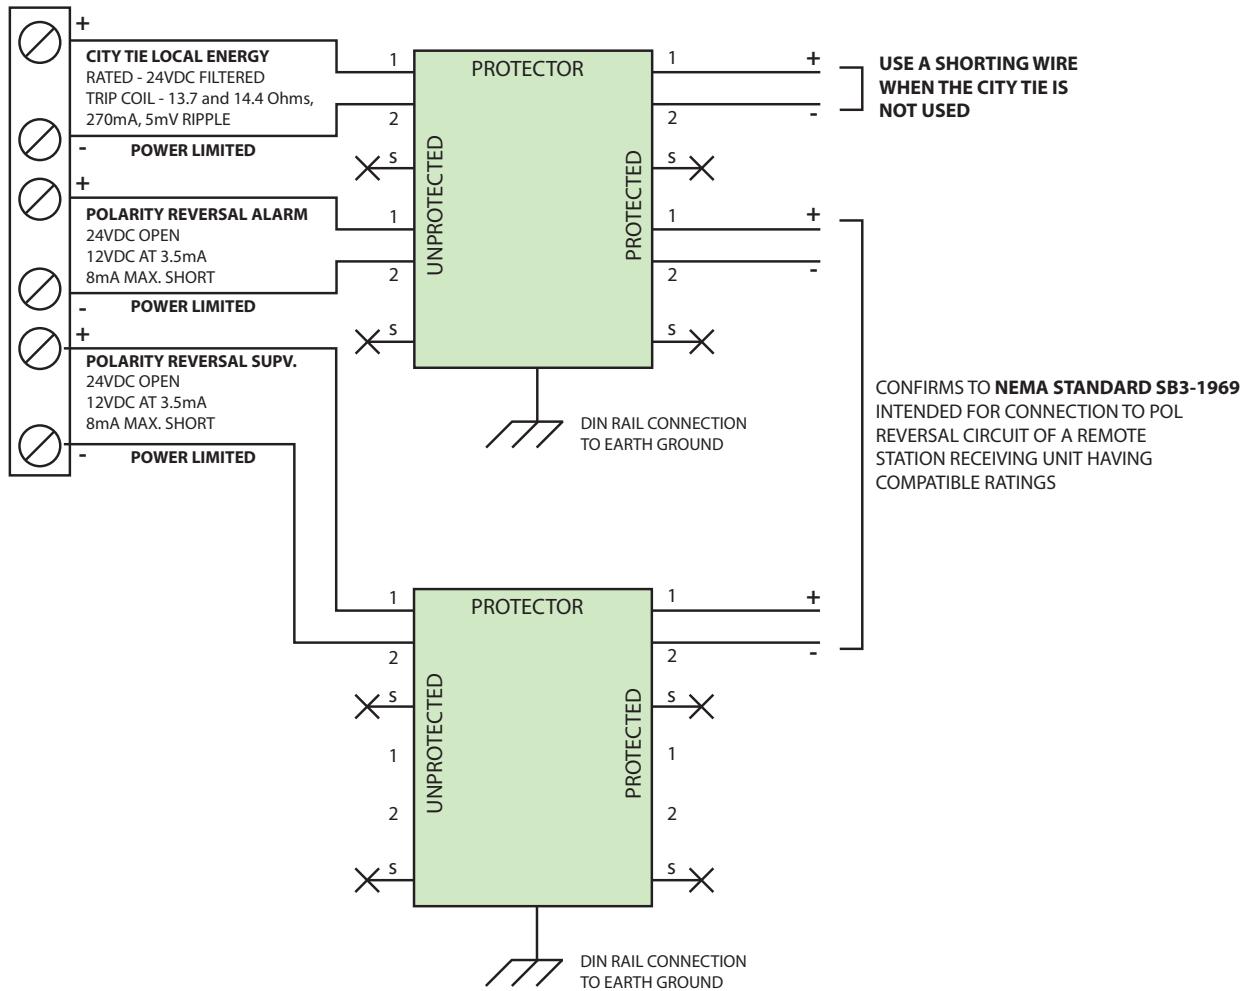 +
CITY TIE LOCAL ENERGY
RATED - 24VDC FILTERED
TRIP COIL - 13.7 and 14.4 Ohms,
270mA, 5mV RIPPLE
-
POWER LIMITED
+
POLARITY REVERSAL ALARM
24VDC OPEN
12VDC AT 3.5mA
8mA MAX. SHORT
-
POWER LIMITED
+
POLARITY REVERSAL SUPV.
24VDC OPEN
12VDC AT 3.5mA
8mA MAX. SHORT
-
POWER LIMITED
1
2
S
1
2
S
PROTECTOR
UNPROTECTED
PROTECTED
1
2
S
1
2
S
+
-
+
-
USE A SHORTING WIRE
WHEN THE CITY TIE IS
NOT USED
DIN RAIL CONNECTION
TO EARTH GROUND
CONFIRMS TO NEMA STANDARD SB3-1969
INTENDED FOR CONNECTION TO POL
REVERSAL CIRCUIT OF A REMOTE
STATION RECEIVING UNIT HAVING
COMPATIBLE RATINGS
1
2
S
1
2
S
PROTECTOR
UNPROTECTED
PROTECTED
1
2
S
1
2
S
+
-
DIN RAIL CONNECTION
TO EARTH GROUND